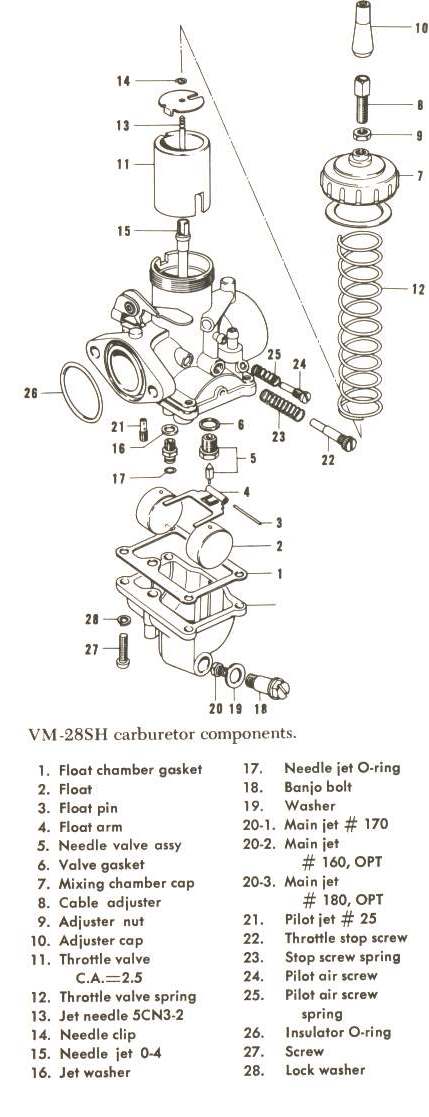 10
14
8
13
9
11
7
15
12
25
24
26
6
21
23
16
22
5
17
4
3
2
1
28
27
20 19 18
VM-28SH carburetor components.
1. Float chamber gasket
2. Float
3. Float pin
4. Float arm
5. Needle valve assy
6. Valve gasket
7. Mixing chamber cap
8. Cable adjuster
9. Adjuster nut
10. Adjuster cap
11. Throttle valve
C.A.=2.5
12. Throttle valve spring
13. Jet needle 5CN3-2
14. Needle clip
15. Needle jet 0-4
16. Jet washer
17. Needle jet O-ring
18. Banjo bolt
19. Washer
20-1. Main jet # 170
20-2. Main jet
# 160, OPT
20-3. Main jet
# 180, OPT
21. Pilot jet # 25
22. Throttle stop screw
23. Stop screw spring
24. Pilot air screw
25. Pilot air screw
spring
26. Insulator O-ring
27. Screw
28. Lock washer